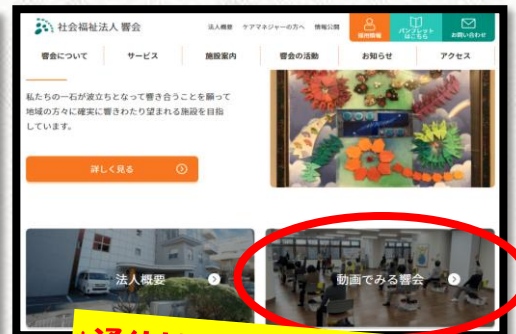 社会福祉法人 響会
法人概要 ケアマネジャーの方へ 情報公開
採用情報
パンフレット
はこちら
お問い合わせ
響会について サービス 施設案内 響会の活動 お知らせ アクセス
私たちの一石が波立ちとなって響き合うことを願って
地域の方々に確実に響きわたり望まれる施設を目指
しています。
詳しく見る
法人概要
動画でみる響会